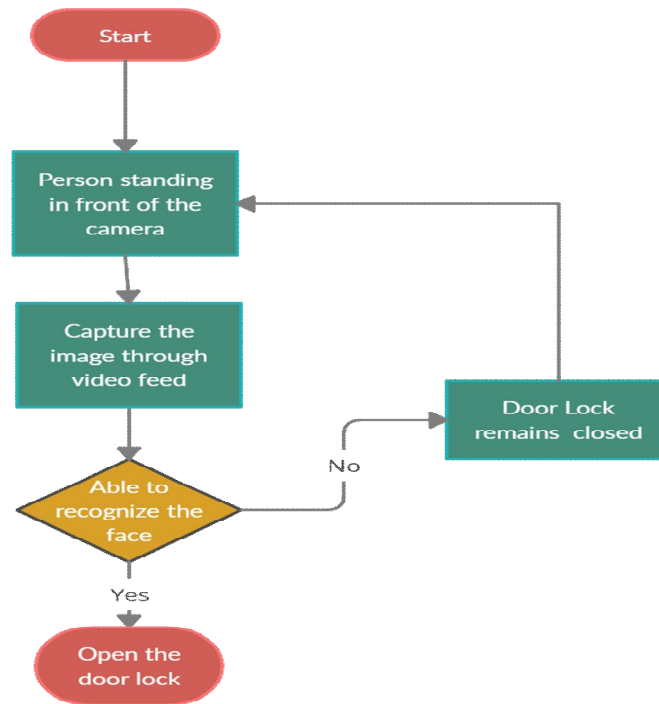 Start
Person standing
in front of the
camera
Capture the
image through
video feed
Door Lock
remains closed
No
Able to
recognize the
face
Yes
Open the
door lock